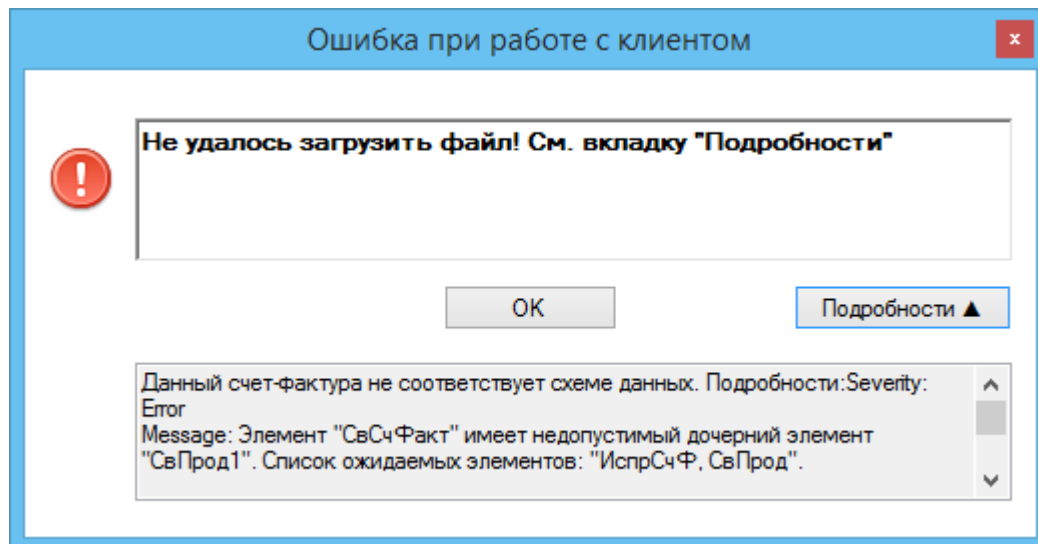 Ошибка при работе с клиентом
x
Не удалось загрузить файл! См. вкладку "Подробности"
OK
Подробности ▲
Данный счет-фактура не соответствует схеме данных. Подробности:Severity:
Error
Message: Элемент "СвСчФакт" имеет недопустимый дочерний элемент
"СвПрод1". Список ожидаемых элементов: "ИспрСчФ, СвПрод".